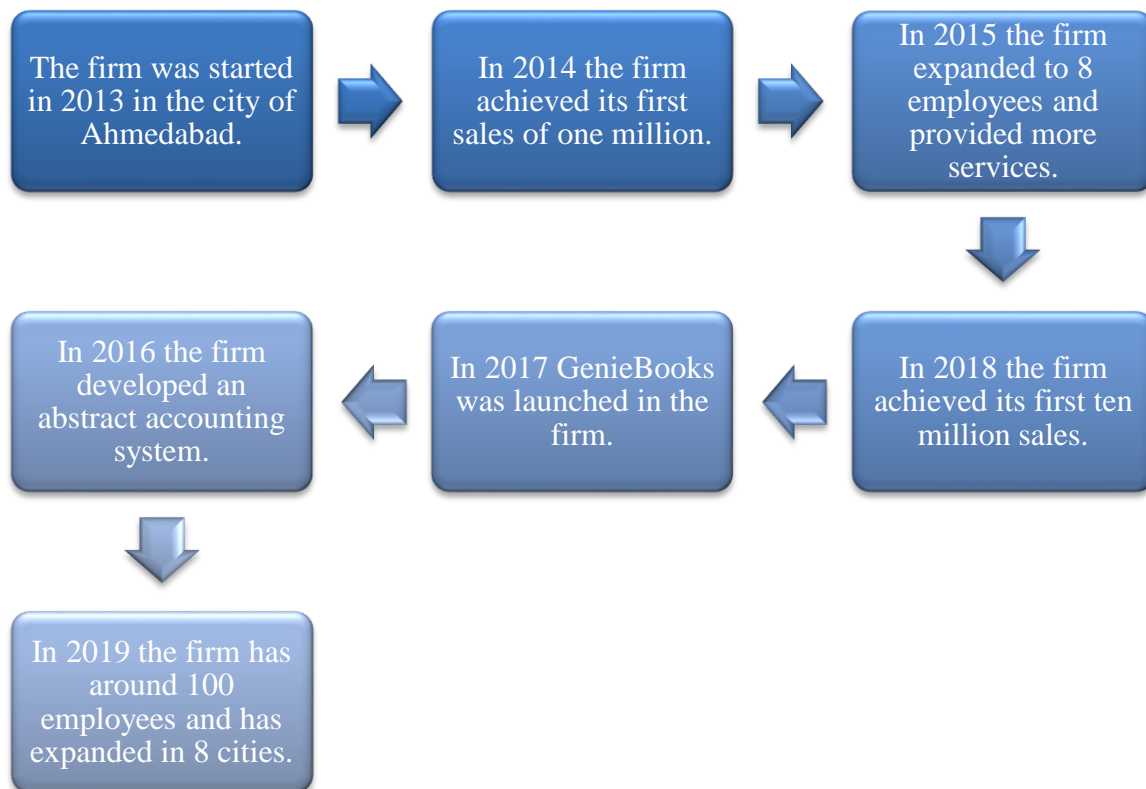 The firm was started
in 2013 in the city of
Ahmedabad.
In 2014 the firm
achieved its first
sales of one million.
In 2015 the firm
expanded to 8
employees and
provided more
services.
In 2018 the firm
achieved its first ten
million sales.
In 2017 GenieBooks
was launched in the
firm.
In 2016 the firm
developed an
abstract accounting
system.
In 2019 the firm has
around 100
employees and has
expanded in 8 cities.